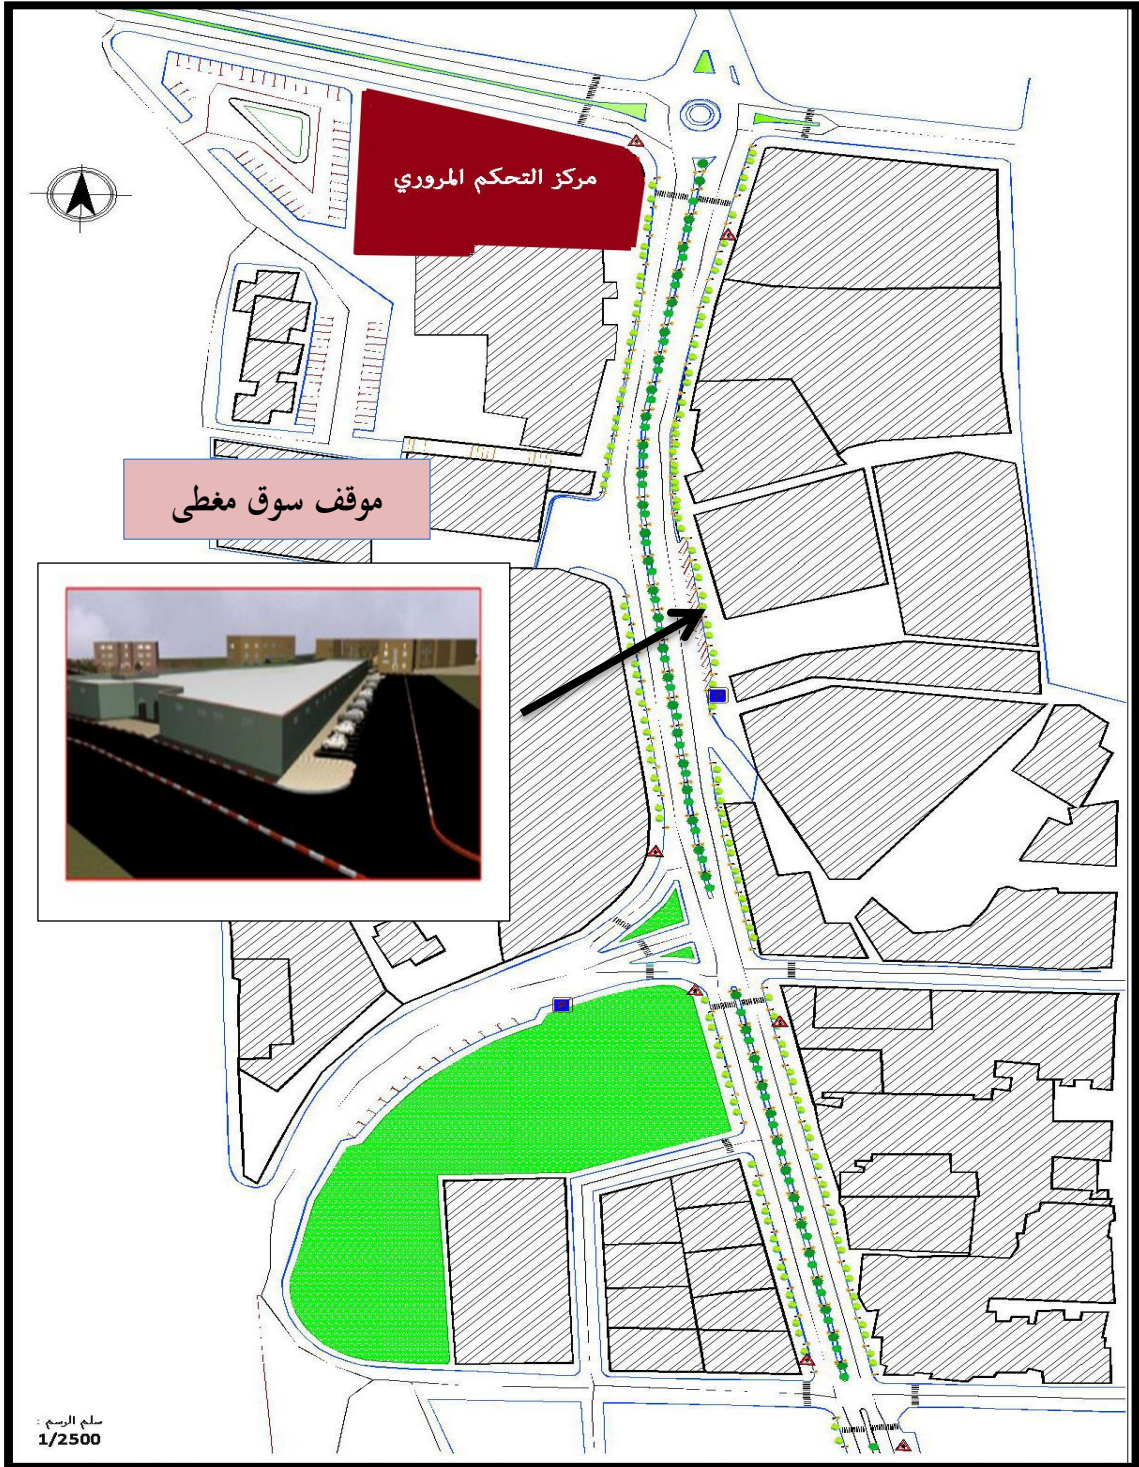 مركز التحكم المروري
موقف سوق مغطى
سلم الرسم :
1/2500